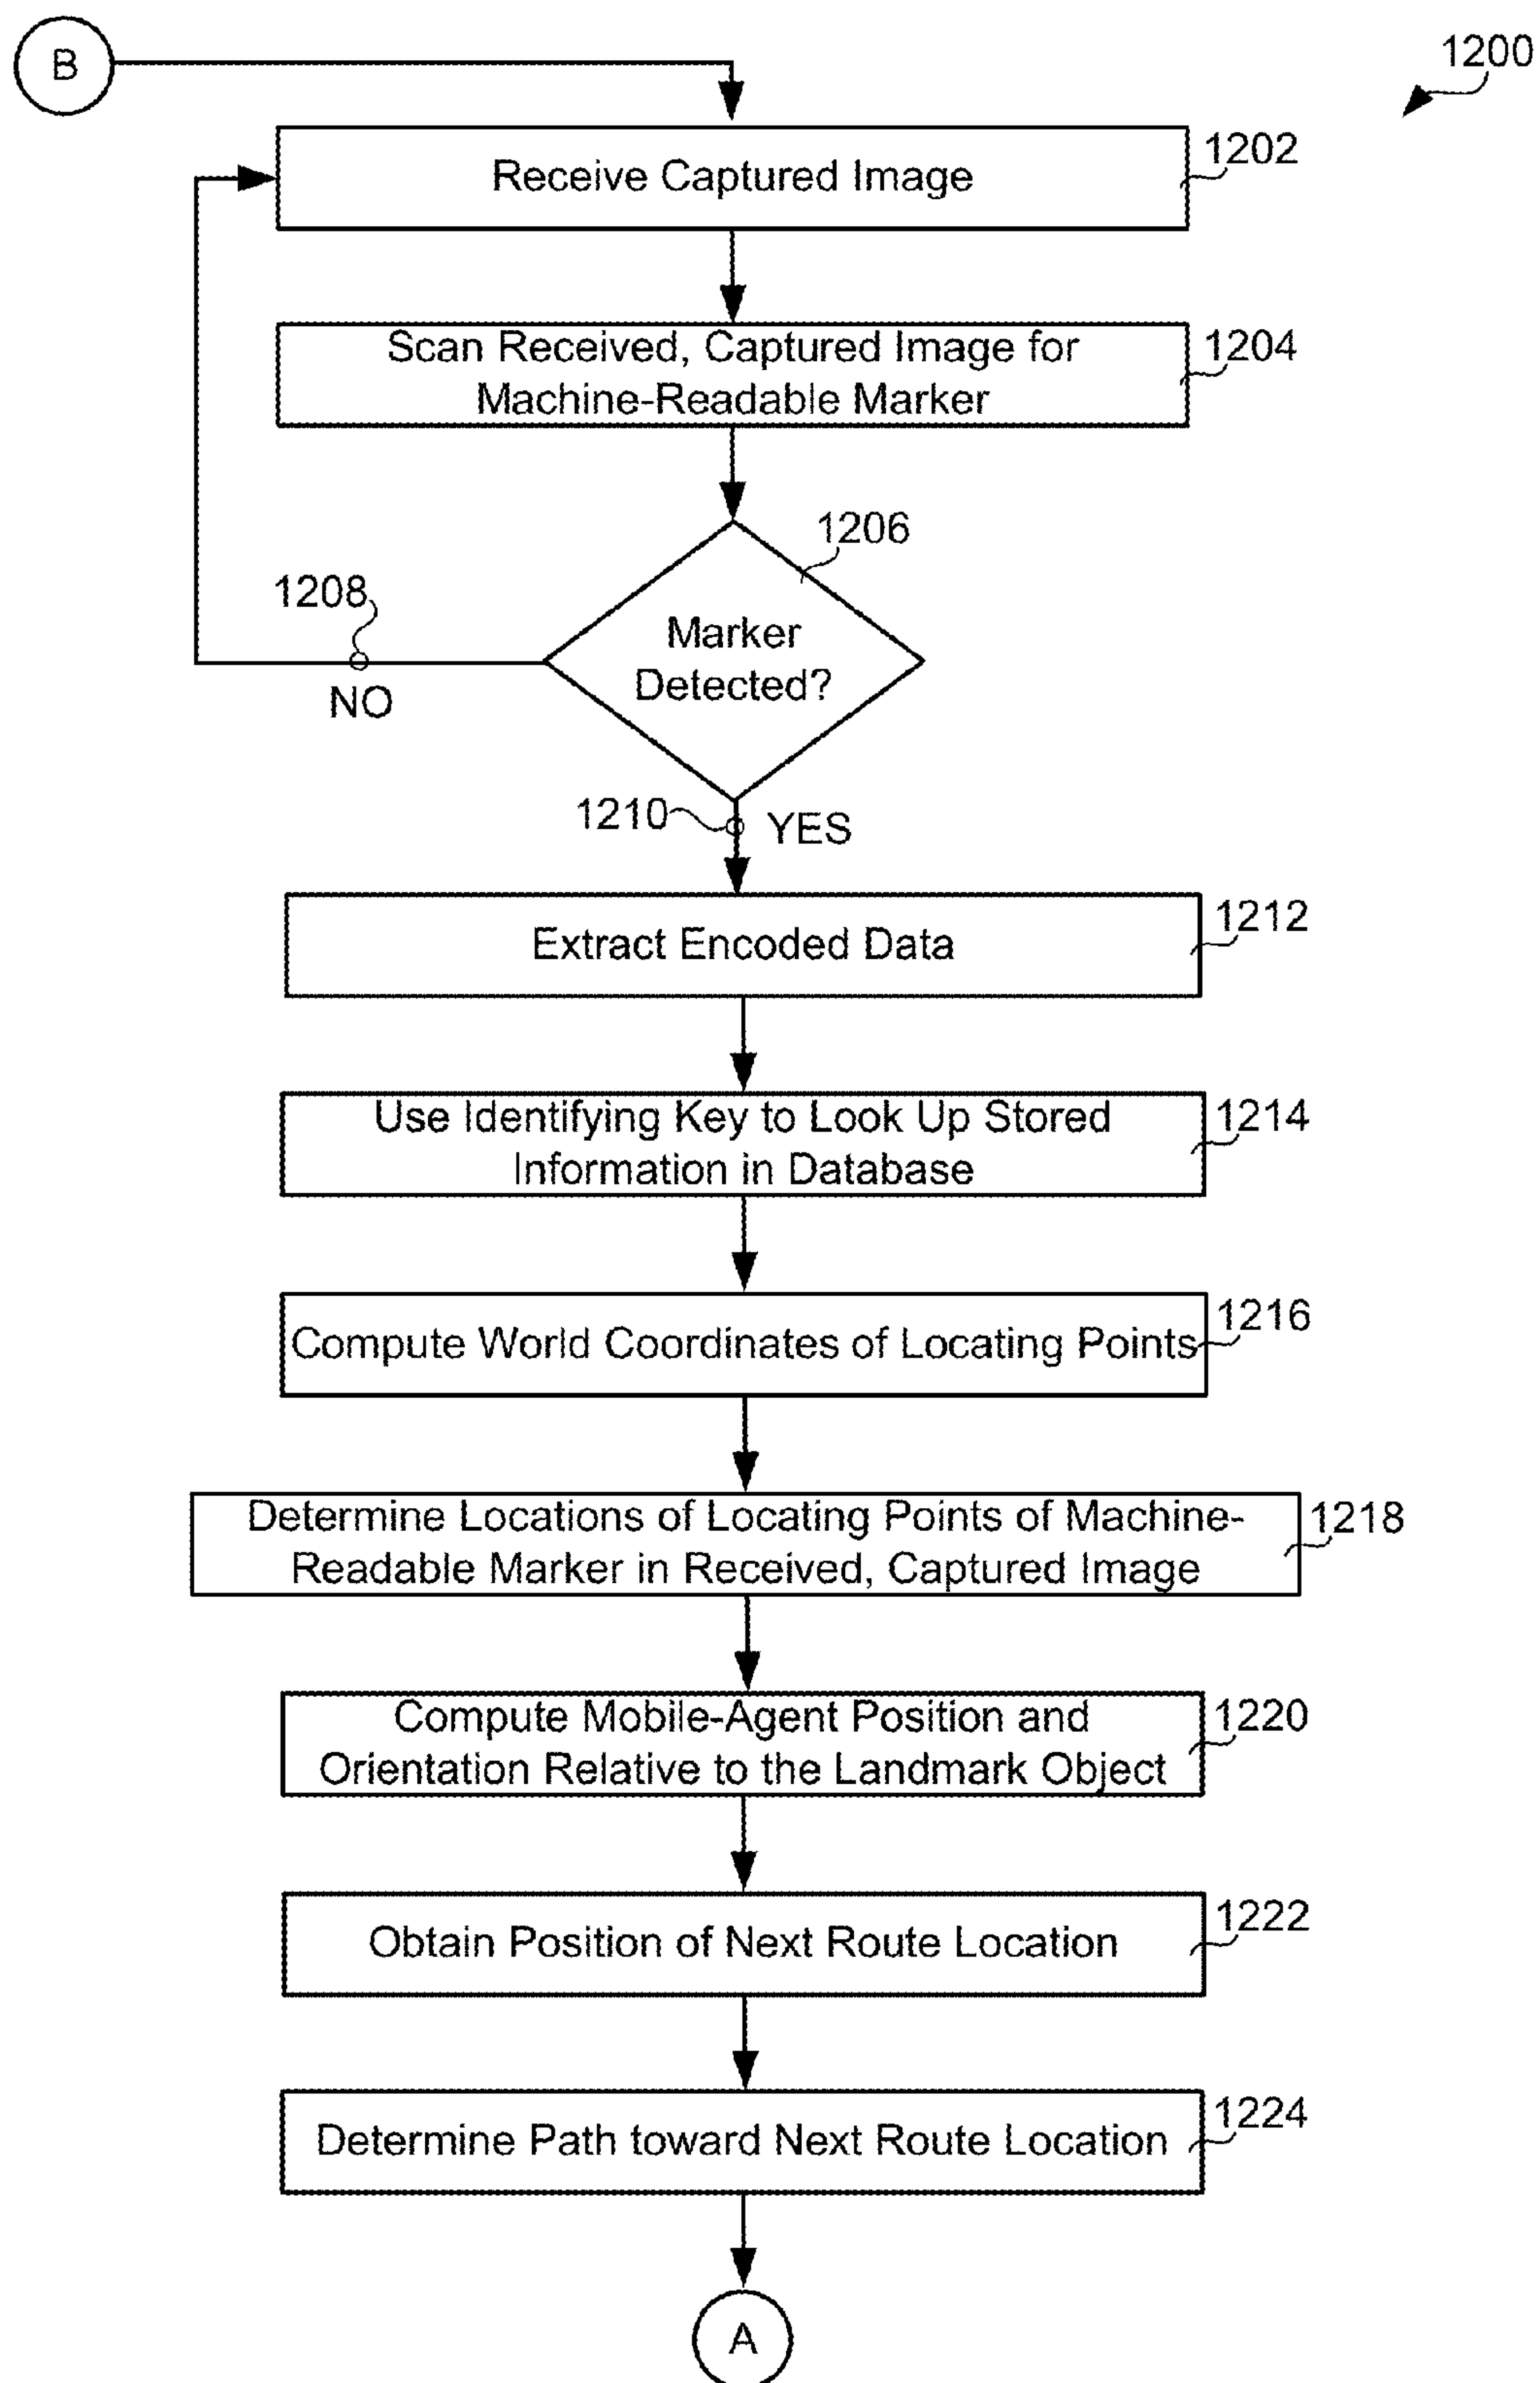 B
1200
Receive Captured Image
1202
Scan Received, Captured Image for
Machine-Readable Marker
1204
1206
Marker
Detected?
1208
NO
1210
YES
Extract Encoded Data
1212
Use Identifying Key to Look Up Stored
Information in Database
1214
Compute World Coordinates of Locating Points
1216
Determine Locations of Locating Points of Machine-
Readable Marker in Received, Captured Image
1218
Compute Mobile-Agent Position and
Orientation Relative to the Landmark Object
1220
Obtain Position of Next Route Location
1222
Determine Path toward Next Route Location
1224
A